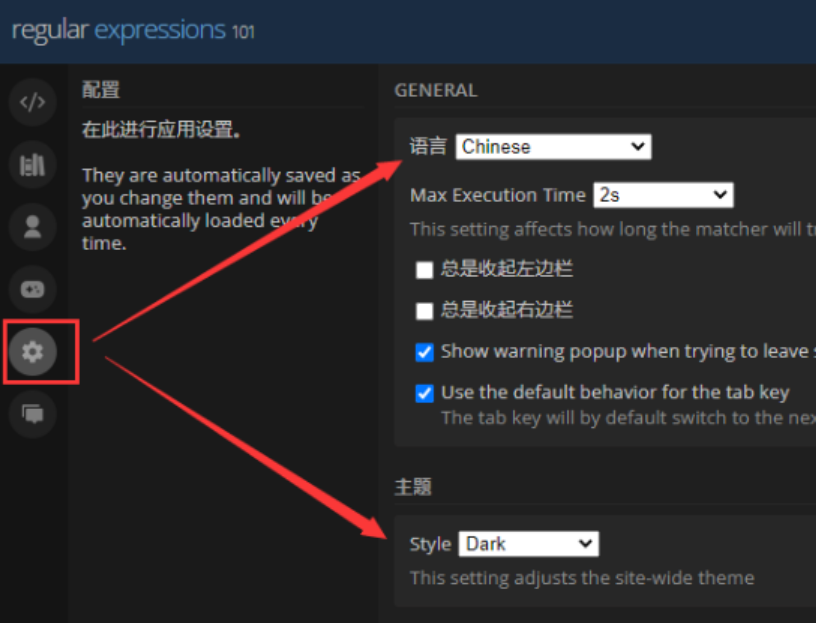 regular expressions 101
配置
在此进行应用设置。
They are automatically saved as
you change them and will be
automatically loaded every
time.
GENERAL
语言 Chinese
Max Execution Time 2s
This setting affects how long the matcher will
总是收起左边栏
总是收起右边栏
Show warning popup when trying to leave
Use the default behavior for the tab key
The tab key will by default switch to the
主题
Style Dark
This setting adjusts the site-wide theme